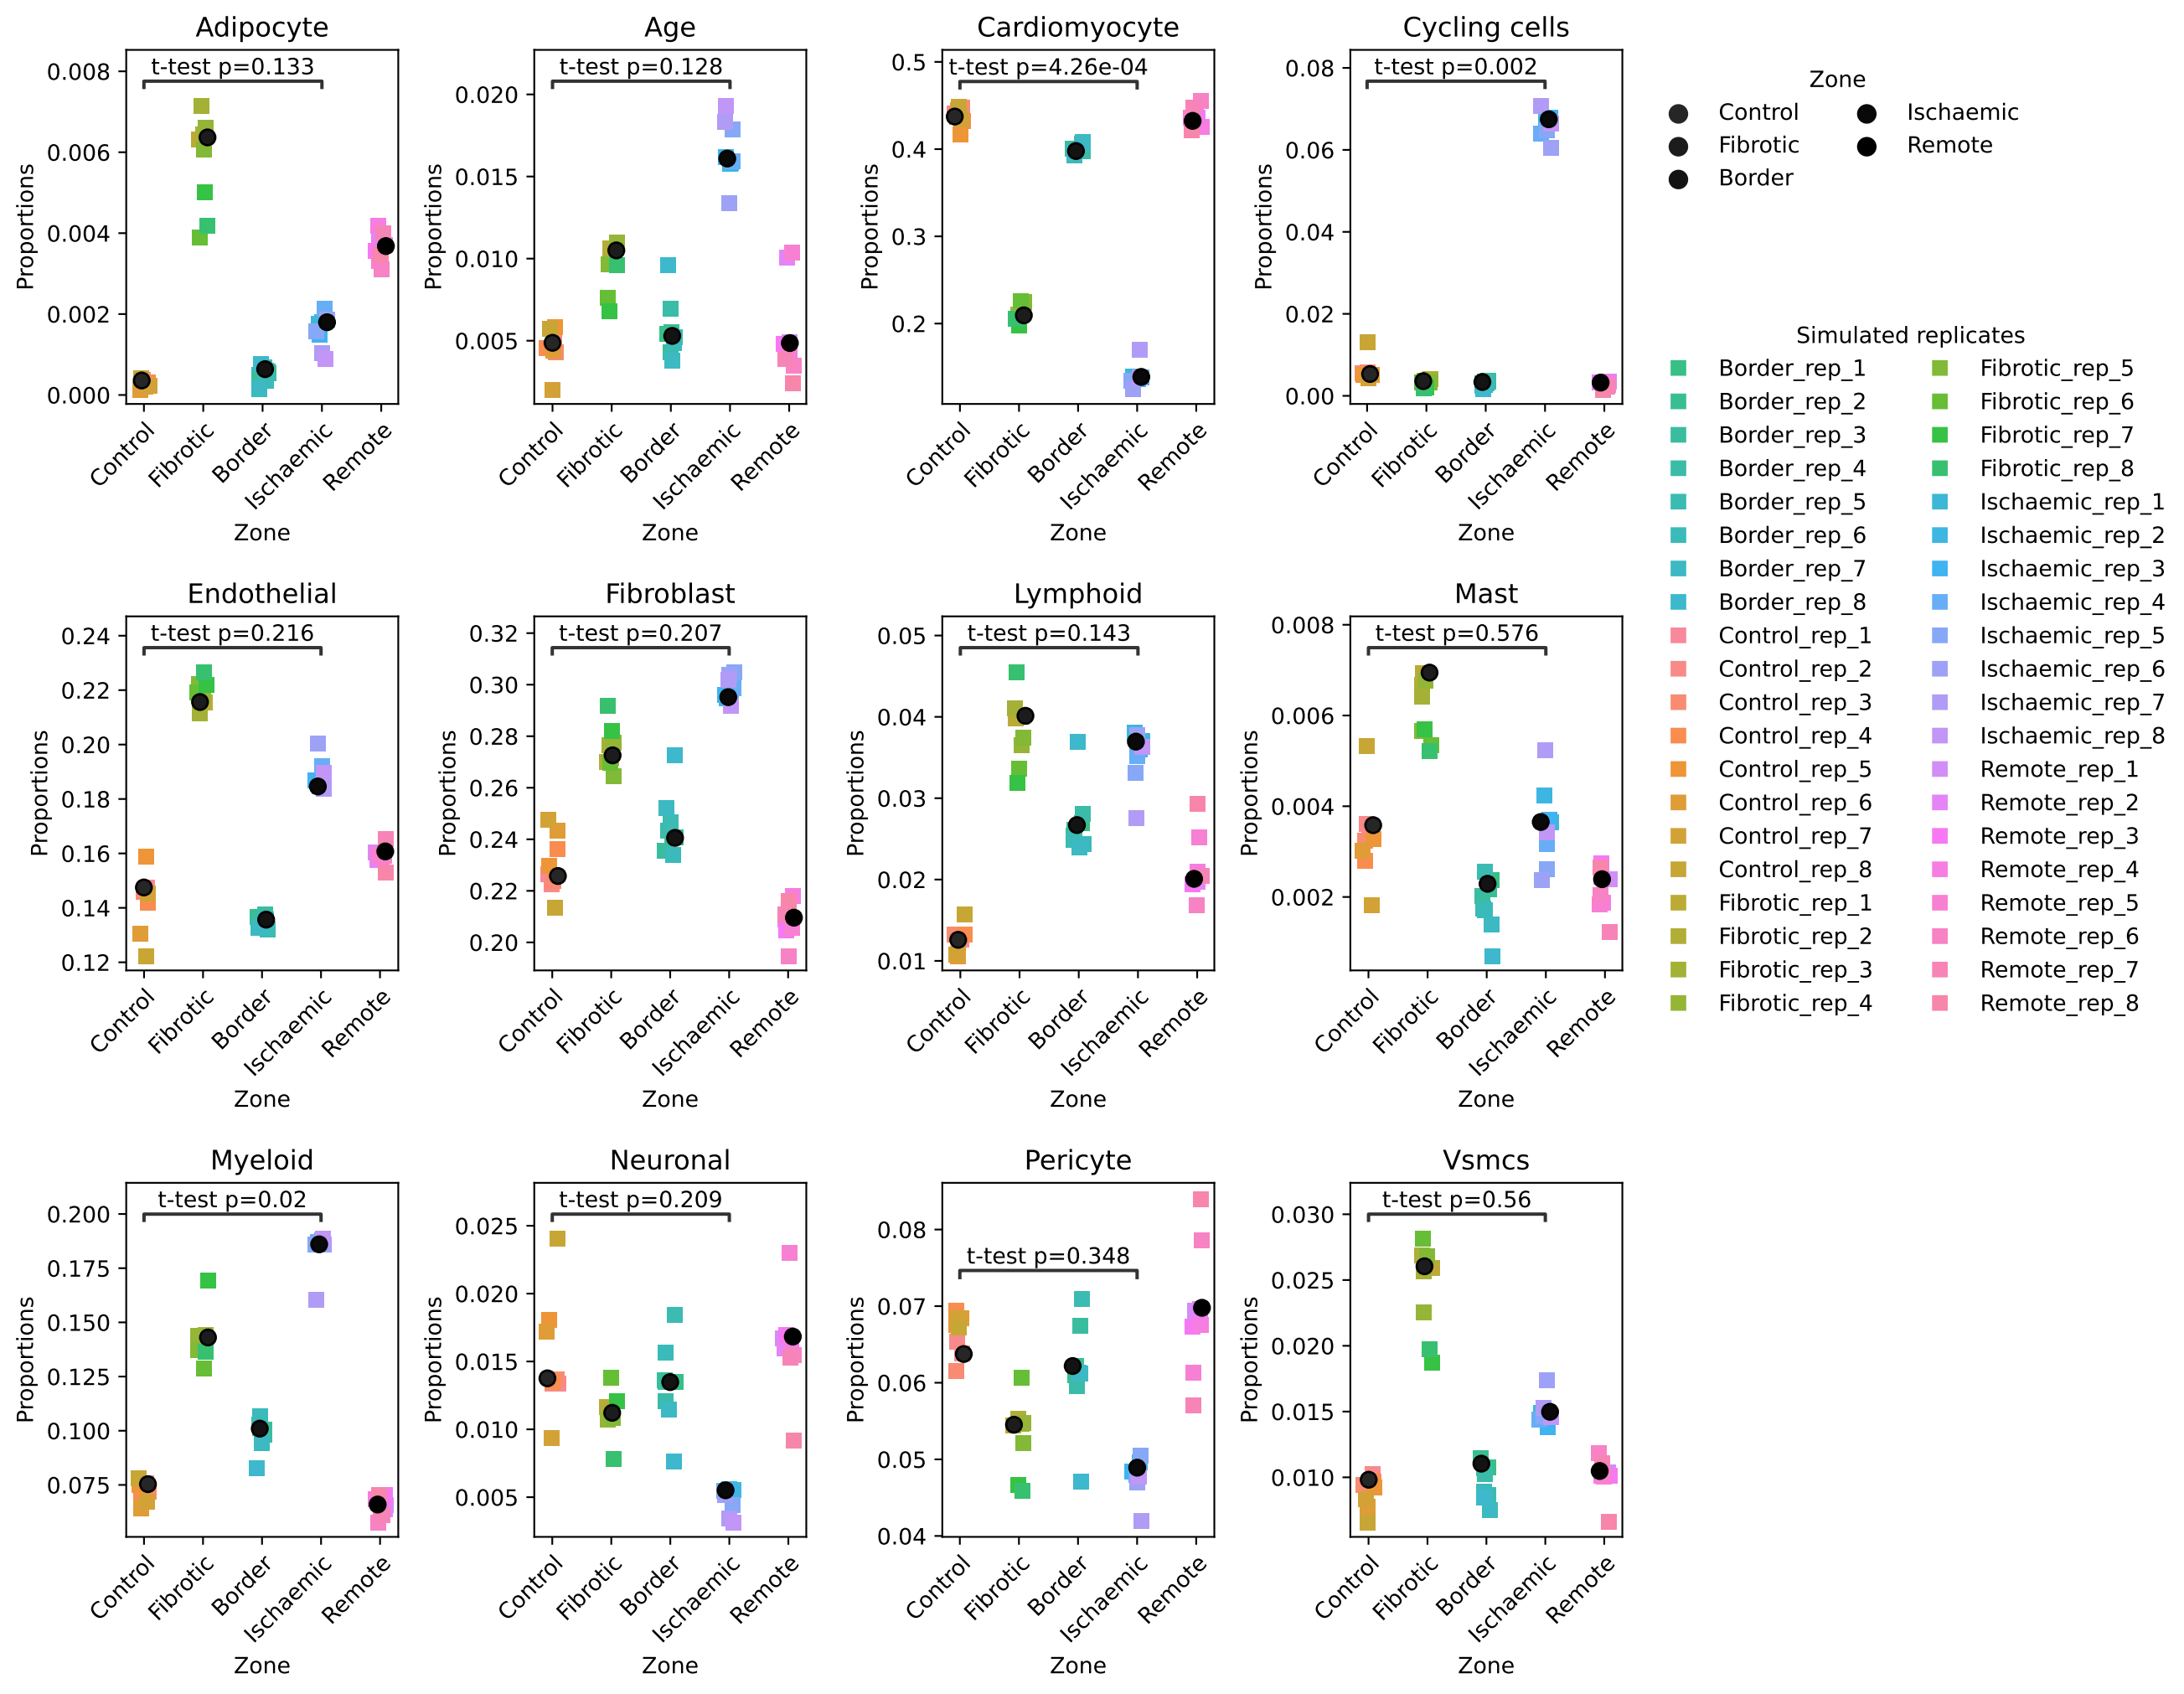 Adipocyte
t-test p=0.133
Proportions
0.008
0.006
0.004
0.002
0.000
Control
Fibrotic
Border
Ischaemic
Remote
Zone
Age
t-test p=0.128
Proportions
0.020
0.015
0.010
0.005
Control
Fibrotic
Border
Ischaemic
Remote
Zone
Cardiomyocyte
t-test p=4.26e-04
Proportions
0.5
0.4
0.3
0.2
Control
Fibrotic
Border
Ischaemic
Remote
Zone
Cycling cells
t-test p=0.002
Proportions
0.08
0.06
0.04
0.02
0.00
Control
Fibrotic
Border
Ischaemic
Remote
Zone
Zone
Control
Fibrotic
Border
Ischaemic
Remote
Simulated replicates
Border_rep_1
Border_rep_2
Border_rep_3
Border_rep_4
Border_rep_5
Border_rep_6
Border_rep_7
Border_rep_8
Control_rep_1
Control_rep_2
Control_rep_3
Control_rep_4
Control_rep_5
Control_rep_6
Control_rep_7
Control_rep_8
Fibrotic_rep_1
Fibrotic_rep_2
Fibrotic_rep_3
Fibrotic_rep_4
Fibrotic_rep_5
Fibrotic_rep_6
Fibrotic_rep_7
Fibrotic_rep_8
Ischaemic_rep_1
Ischaemic_rep_2
Ischaemic_rep_3
Ischaemic_rep_4
Ischaemic_rep_5
Ischaemic_rep_6
Ischaemic_rep_7
Ischaemic_rep_8
Remote_rep_1
Remote_rep_2
Remote_rep_3
Remote_rep_4
Remote_rep_5
Remote_rep_6
Remote_rep_7
Remote_rep_8
Endothelial
t-test p=0.216
Proportions
0.24
0.22
0.20
0.18
0.16
0.14
0.12
Control
Fibrotic
Border
Ischaemic
Remote
Zone
Fibroblast
t-test p=0.207
Proportions
0.32
0.30
0.28
0.26
0.24
0.22
0.20
Control
Fibrotic
Border
Ischaemic
Remote
Zone
Lymphoid
t-test p=0.143
Proportions
0.05
0.04
0.03
0.02
0.01
Control
Fibrotic
Border
Ischaemic
Remote
Zone
Mast
t-test p=0.576
Proportions
0.008
0.006
0.004
0.002
Control
Fibrotic
Border
Ischaemic
Remote
Zone
Myeloid
t-test p=0.02
Proportions
0.200
0.175
0.150
0.125
0.100
0.075
Control
Fibrotic
Border
Ischaemic
Remote
Zone
Neuronal
t-test p=0.209
Proportions
0.025
0.020
0.015
0.010
0.005
Control
Fibrotic
Border
Ischaemic
Remote
Zone
Pericyte
t-test p=0.348
Proportions
0.08
0.07
0.06
0.05
0.04
Control
Fibrotic
Border
Ischaemic
Remote
Zone
Vsmcs
t-test p=0.56
Proportions
0.030
0.025
0.020
0.015
0.010
Control
Fibrotic
Border
Ischaemic
Remote
Zone